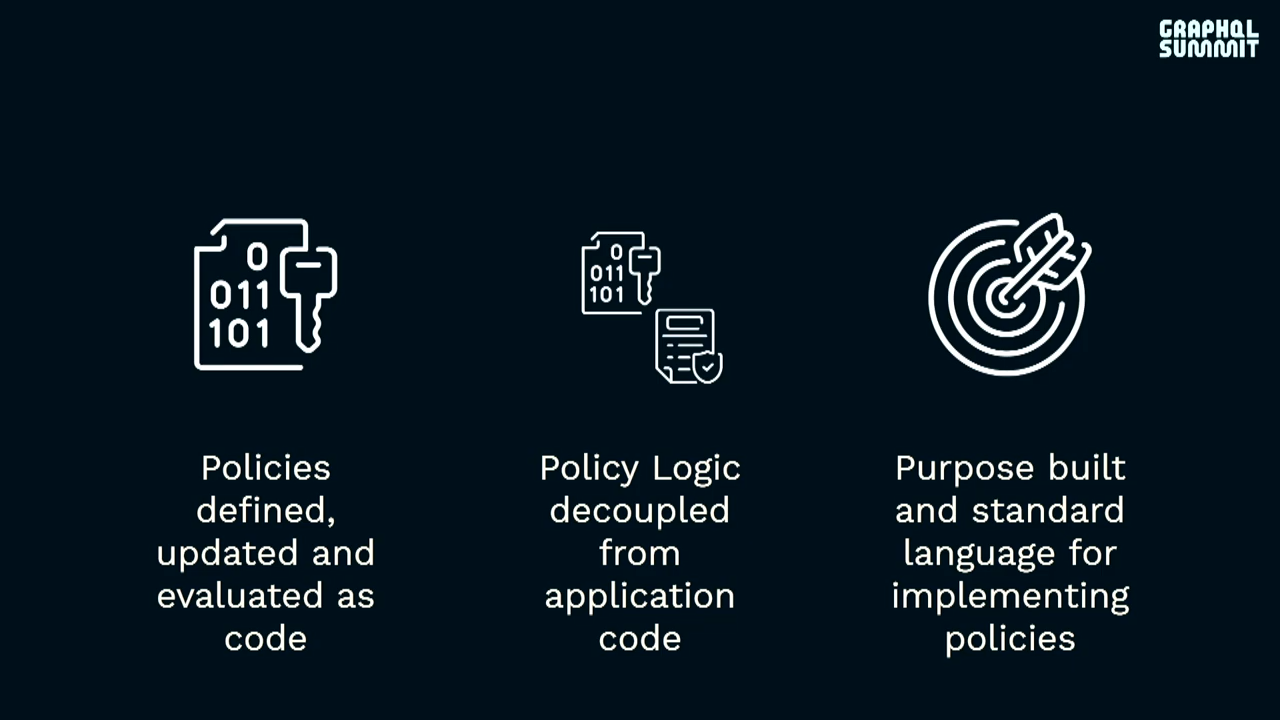 GRAPHQL
SUMMIT
0
011
101
0
011
101
Policies
defined,
updated and
evaluated as
code
Policy Logic
decoupled
from
application
code
Purpose built
and standard
language for
implementing
policies